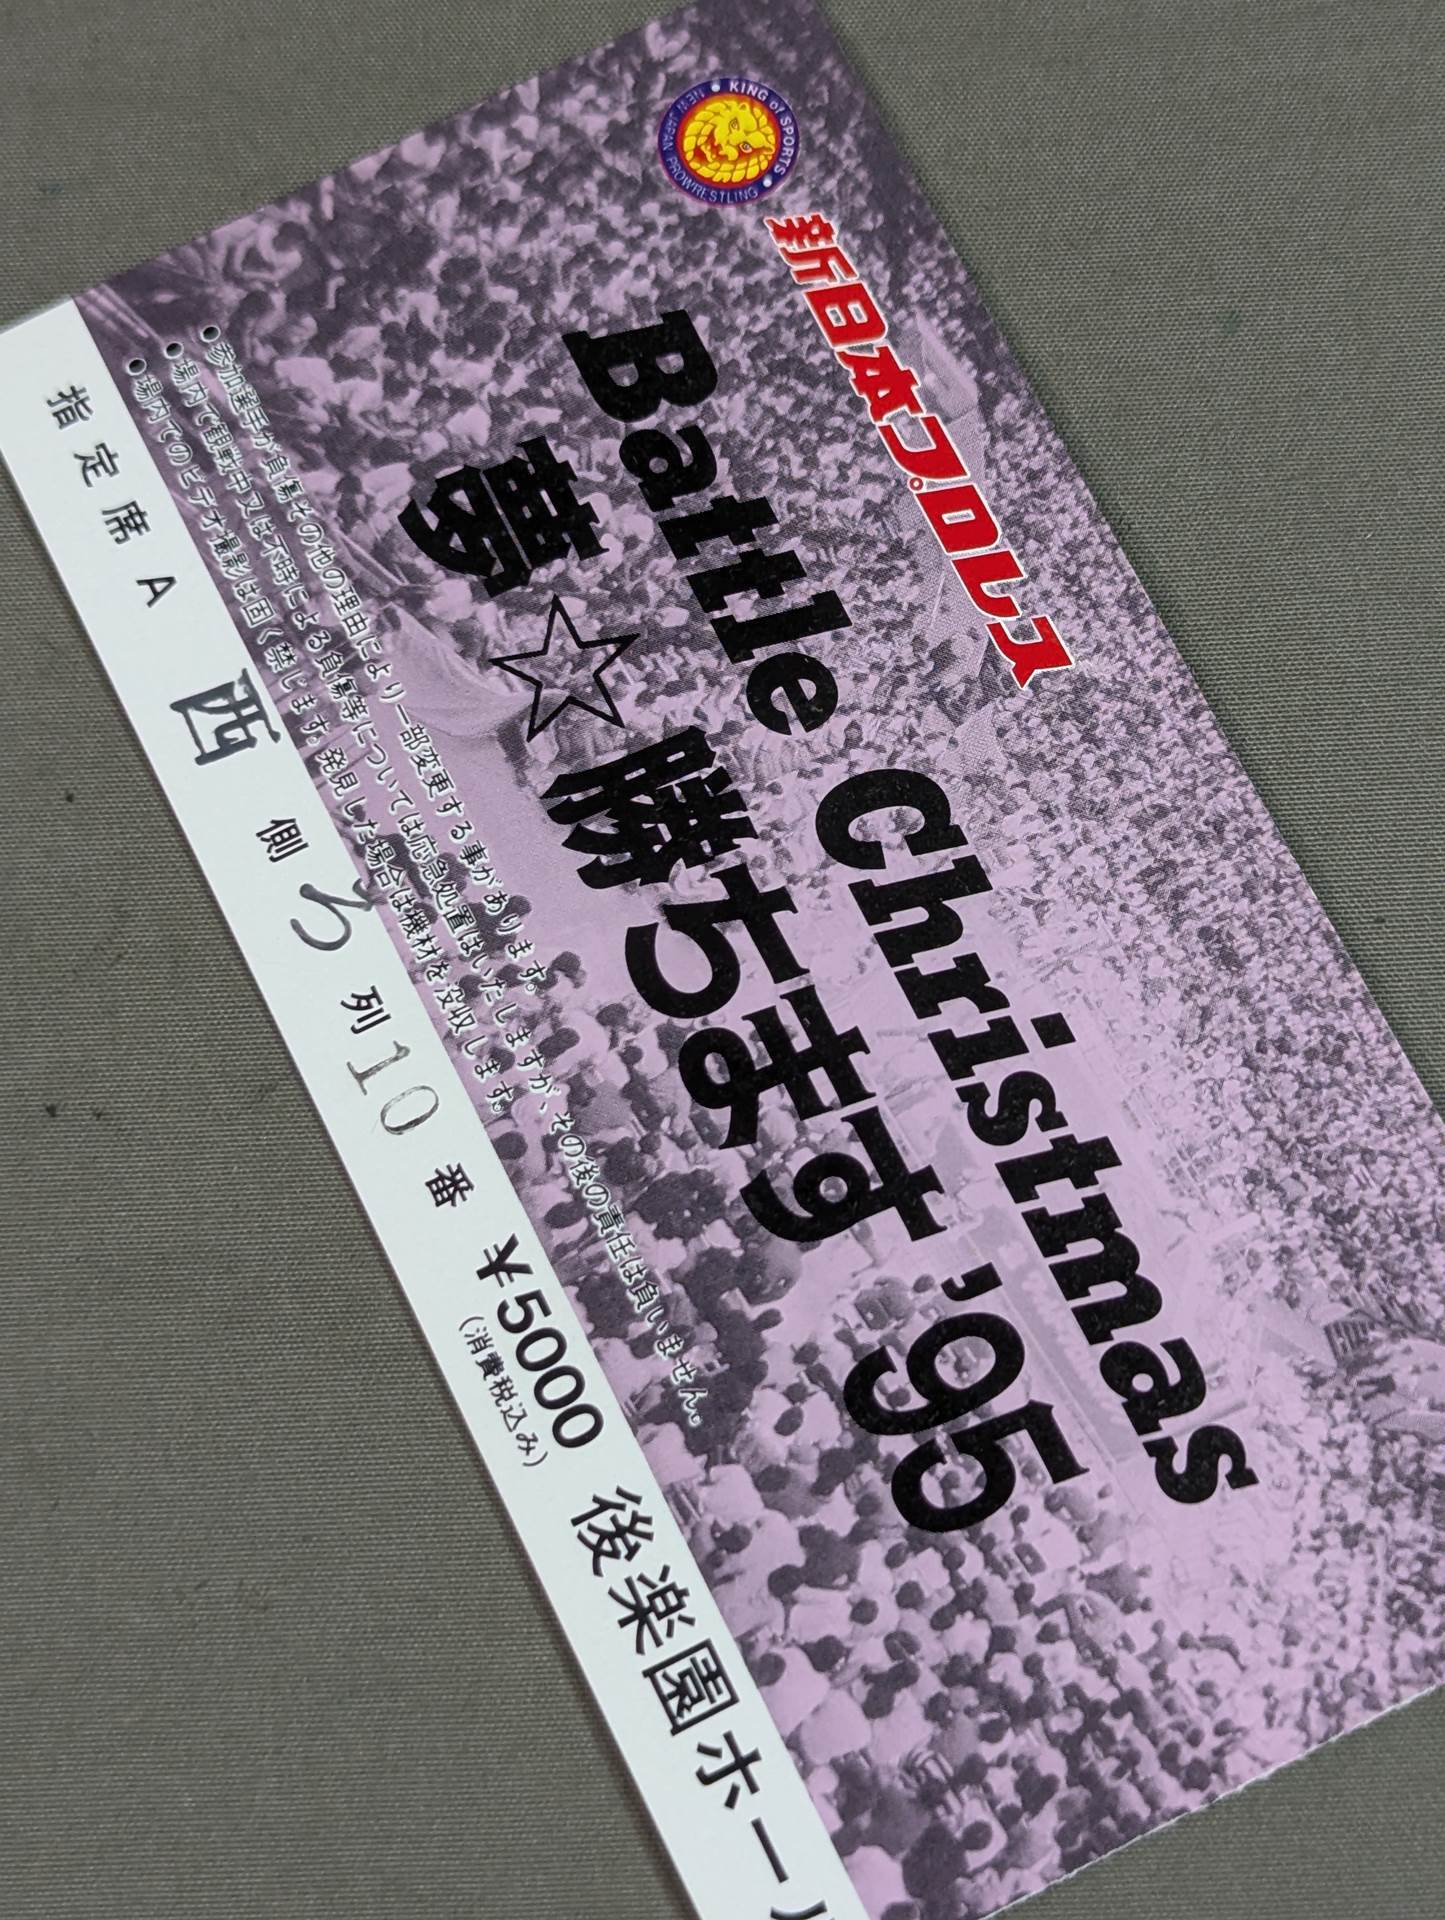 KING of SPORTS
NEW JAPAN PROWRESTLING
新日本プロレス
Battle Christmas
夢☆勝ちます '95
●参加選手が負傷その他の理由により一部変更する事があります。
●場内で観戦中又は不時による負傷等については応急処置はいたしますが、その後の責任は負いません。
●場内でのビデオ撮影は固く禁じます。発見した場合は機材を没収します。
指定席A 西側 ろ列10番 ¥5000 後楽園ホール
(消費税込み)